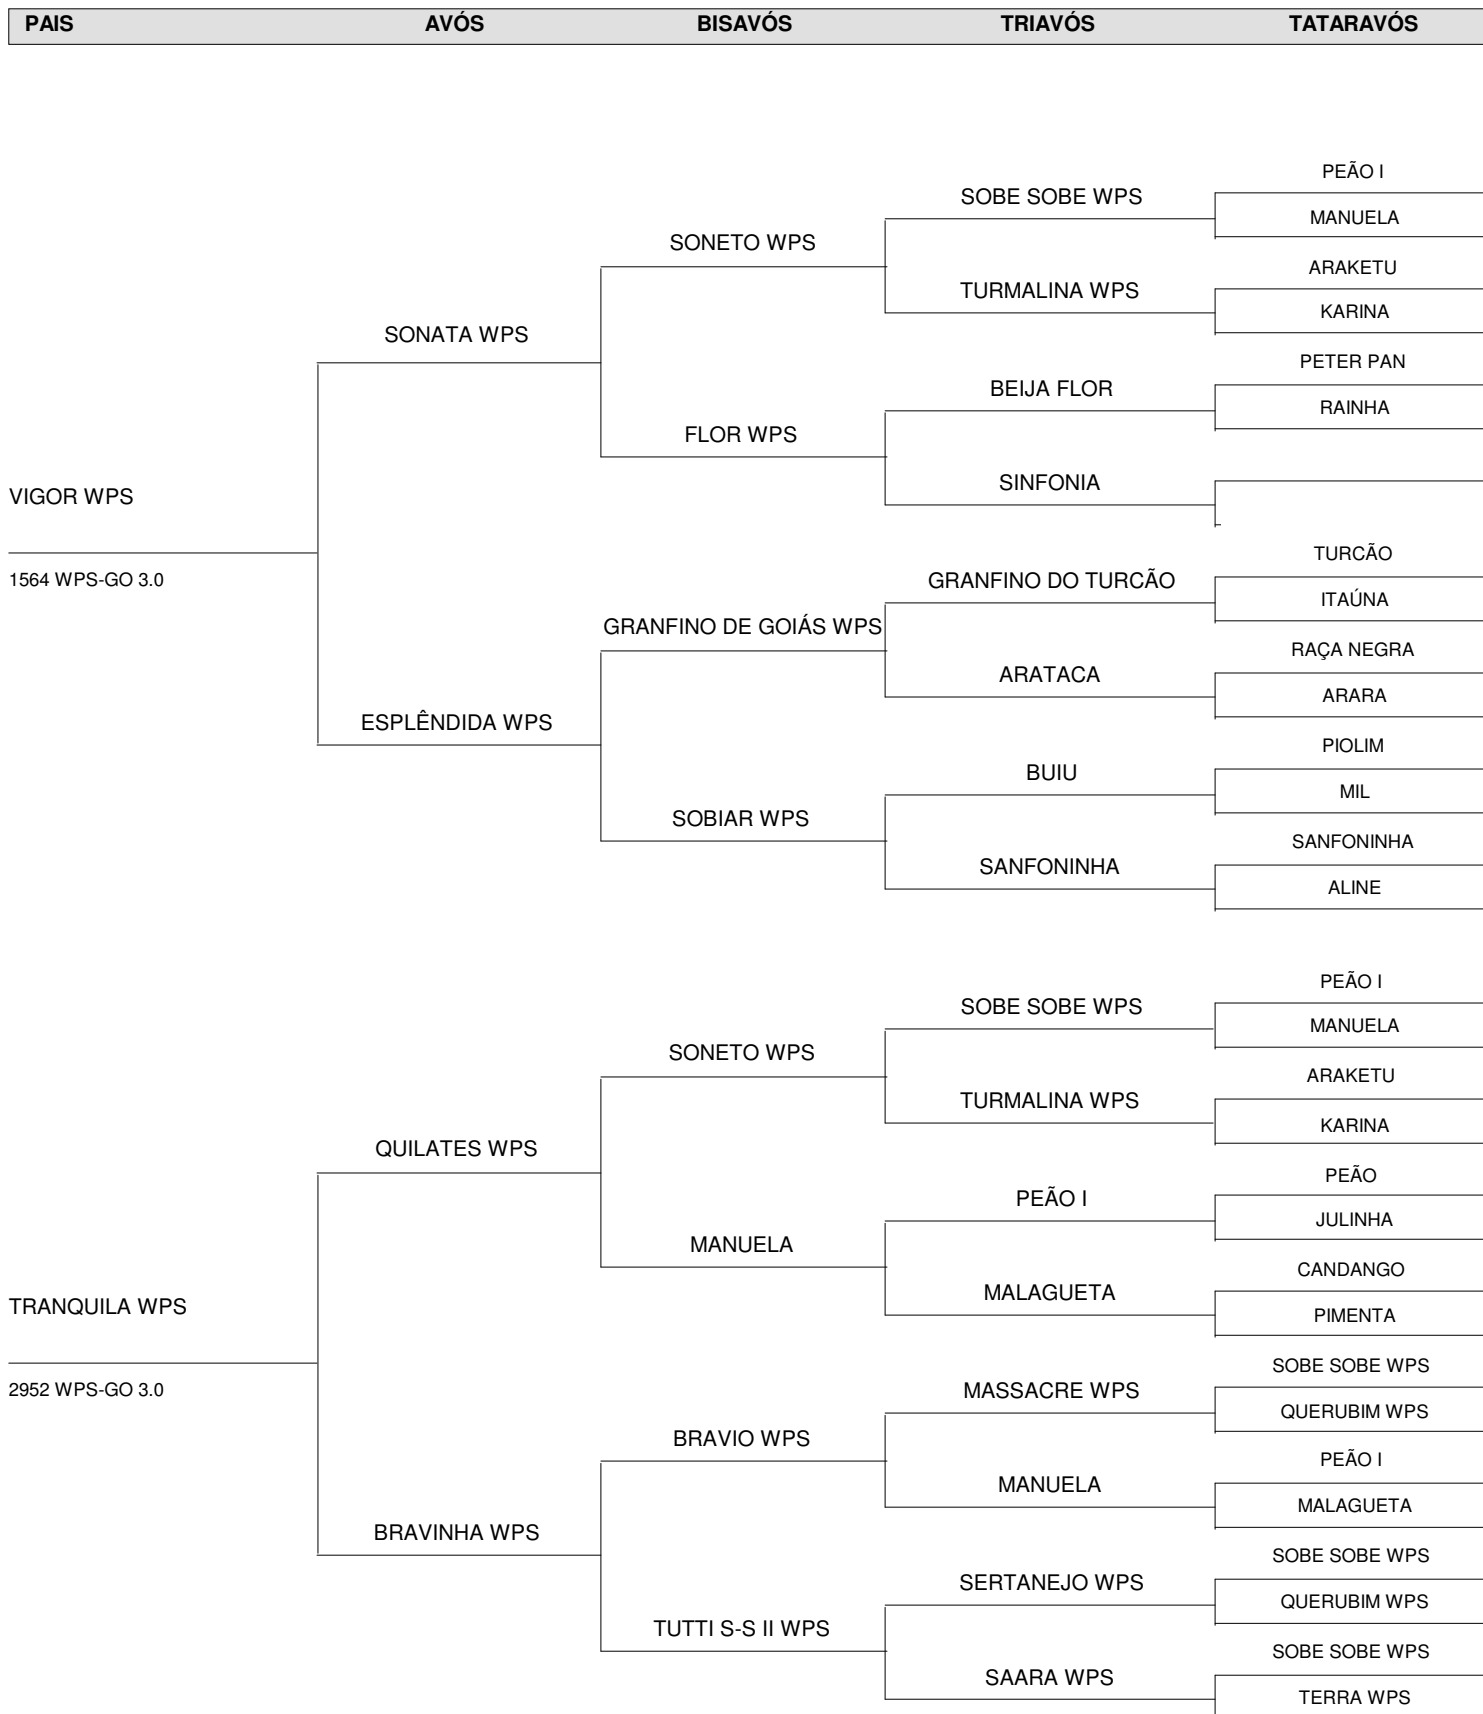 PAIS AVÓS BISAVÓS TRIAVÓS TATARAVÓS
PEÃO I
SOBE SOBE WPS
MANUELA
SONETO WPS
ARAKETU
TURMALINA WPS
KARINA
SONATA WPS
PETER PAN
BEIJA FLOR
RAINHA
FLOR WPS
SINFONIA
VIGOR WPS
TURCÃO
1564 WPS-GO 3.0
GRANFINO DO TURCÃO
ITAÚNA
GRANFINO DE GOIÁS WPS
RAÇA NEGRA
ARATACA
ARARA
ESPLÊNDIDA WPS
PIOLIM
BUIU
MIL
SOBIAR WPS
SANFONINHA
SANFONINHA
ALINE
PEÃO I
SOBE SOBE WPS
MANUELA
SONETO WPS
ARAKETU
TURMALINA WPS
KARINA
QUILATES WPS
PEÃO
PEÃO I
JULINHA
MANUELA
CANDANGO
MALAGUETA
TRANQUILA WPS
PIMENTA
SOBE SOBE WPS
2952 WPS-GO 3.0
MASSACRE WPS
QUERUBIM WPS
BRAVIO WPS
PEÃO I
MANUELA
MALAGUETA
BRAVINHA WPS
SOBE SOBE WPS
SERTANEJO WPS
QUERUBIM WPS
TUTTI S-S II WPS
SOBE SOBE WPS
SAARA WPS
TERRA WPS